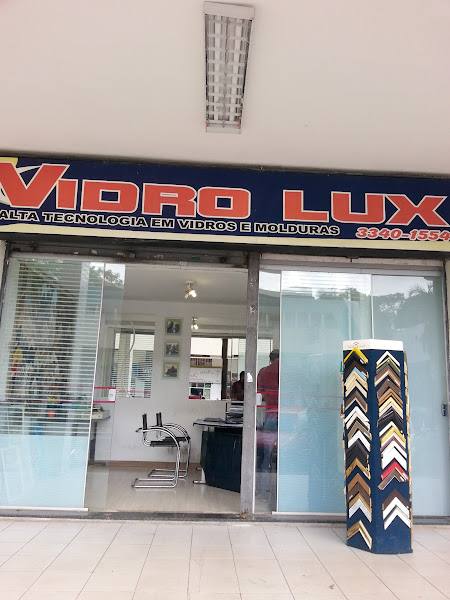 VIDRO LUX
ALTA TECNOLOGIA EM VIDROS E MOLDURAS
3340-1554